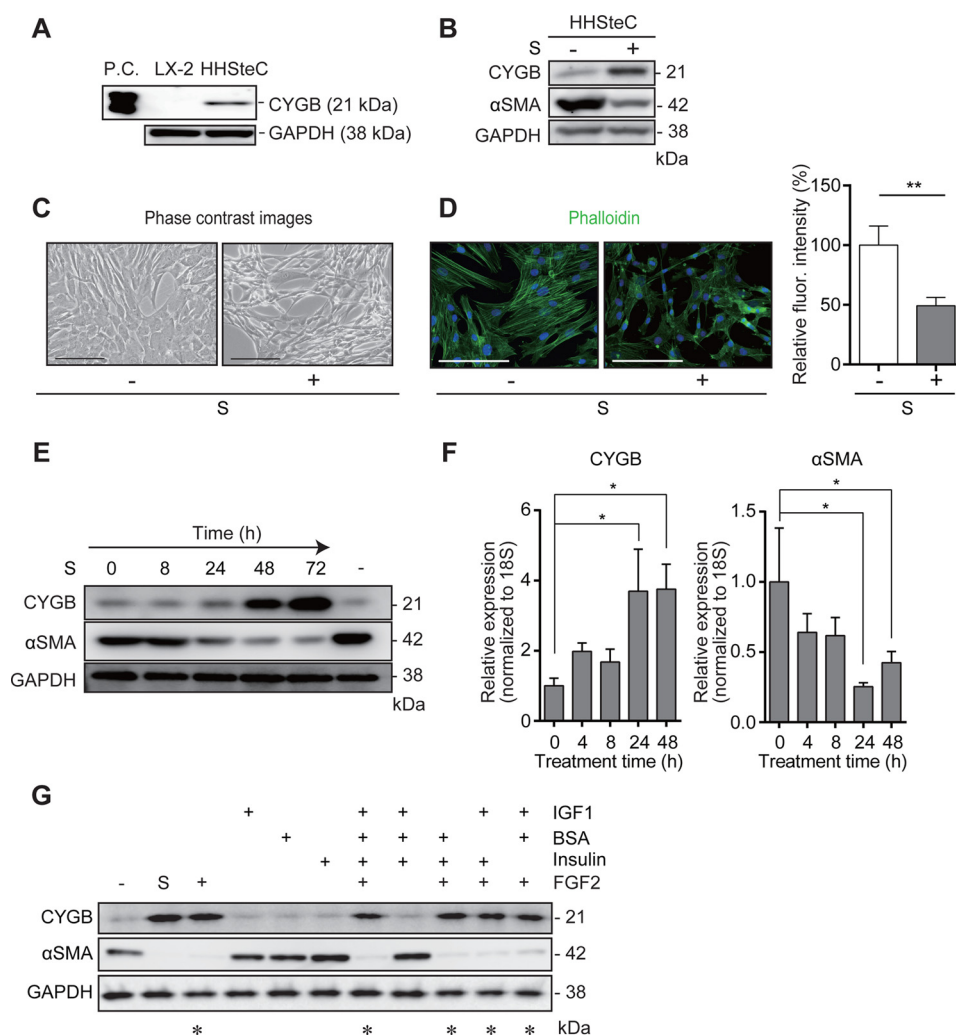 A
P.C. LX-2 HHSteC
CYGB (21 kDa)
GAPDH (38 kDa)
B
HHSteC
S - +
CYGB - 21
αSMA - 42
GAPDH - 38
kDa
C
Phase contrast images
- +
S
D
Phalloidin
- +
S
Relative fluor. intensity (%)
150
100
50
0
**
- +
S
E
Time (h)
S 0 8 24 48 72 -
CYGB - 21
αSMA - 42
GAPDH - 38
kDa
F
CYGB
Relative expression
(normalized to 18S)
6
4
2
0
* *
0 4 8 24 48
Treatment time (h)
αSMA
Relative expression
(normalized to 18S)
1.5
1.0
0.5
0.0
* *
0 4 8 24 48
Treatment time (h)
G
+ + + + + IGF1
+ + + + + BSA
+ + + + + Insulin
- S + + + + + FGF2
CYGB - 21
αSMA - 42
GAPDH - 38
* * * * * kDa